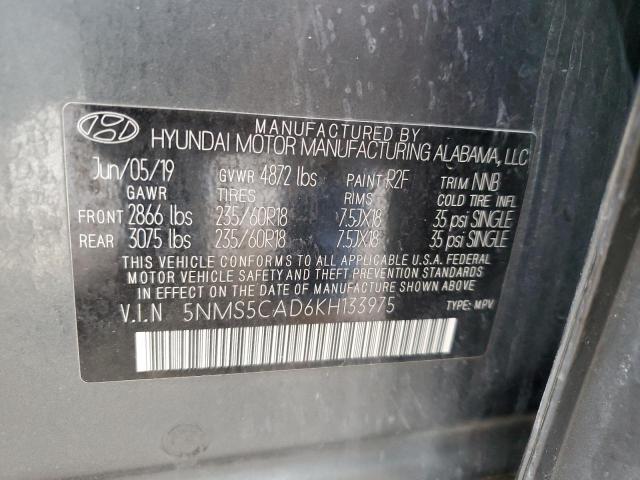 MANUFACTURED BY
HYUNDAI MOTOR MANUFACTURING ALABAMA, LLC
Jun/05/19 GVWR 4872 lbs PAINT R2F TRIM NNB
GAWR TIRES RIMS COLD TIRE INFL
FRONT 2866 lbs 235/60R18 7.5JX18 35 psi SINGLE
REAR 3075 lbs 235/60R18 7.5JX18 35 psi SINGLE
THIS VEHICLE CONFORMS TO ALL APPLICABLE U.S.A. FEDERAL
MOTOR VEHICLE SAFETY AND THEFT PREVENTION STANDARDS
IN EFFECT ON THE DATE OF MANUFACTURE SHOWN ABOVE.
V.I.N 5NMS5CAD6KH133975 TYPE: MPV